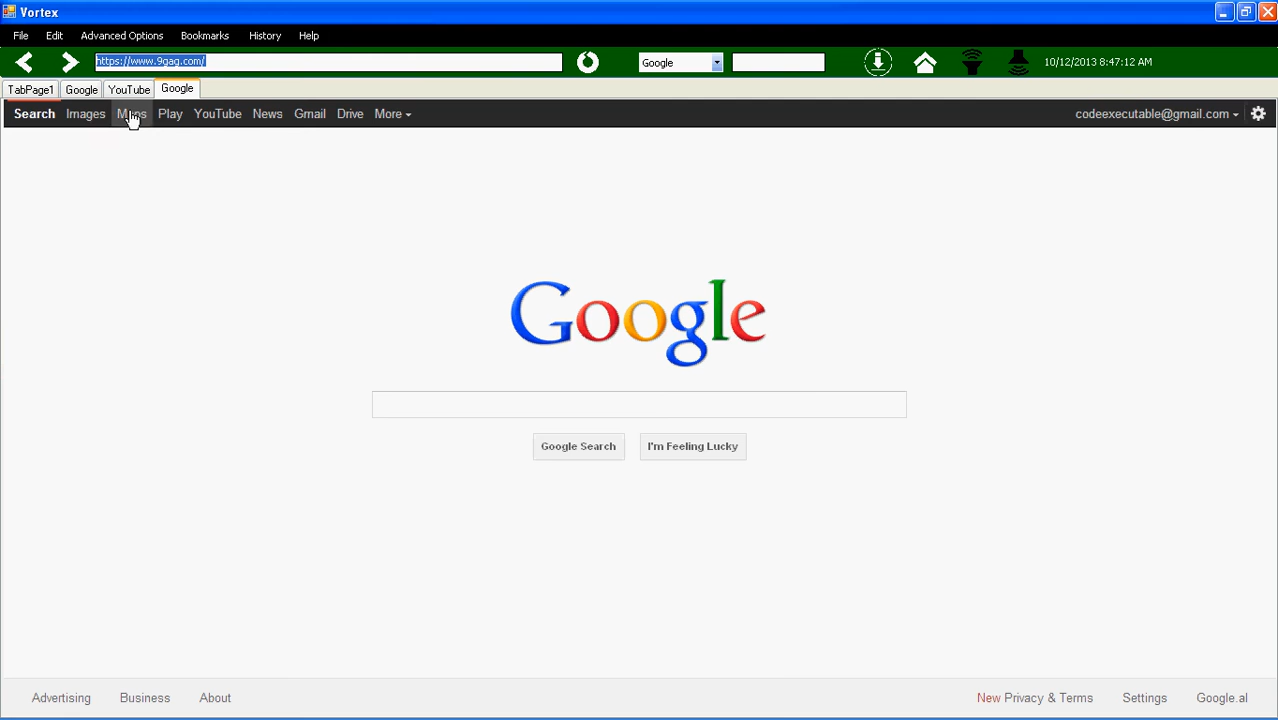 Vortex
File Edit Advanced Options Bookmarks History Help
https://www.9gag.com/ Google 10/12/2013 8:47:12 AM
TabPage1 Google YouTube Google
Search Images Maps Play YouTube News Gmail Drive More codeexecutable@gmail.com
Google
Google Search I'm Feeling Lucky
Advertising Business About New Privacy & Terms Settings Google.al